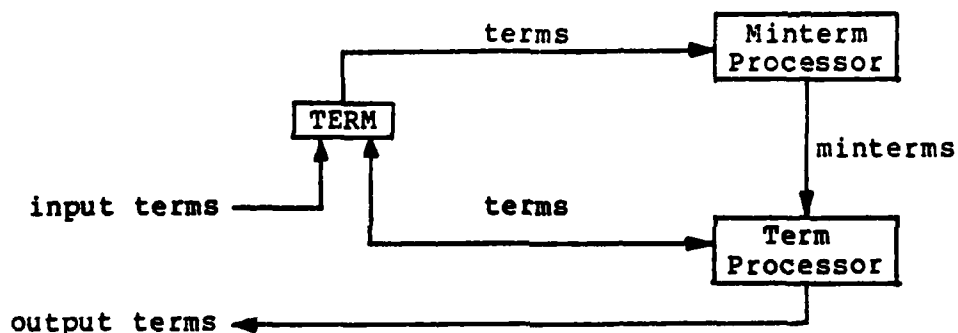 terms
Minterm
Processor
TERM
minterms
input terms
terms
Term
Processor
output terms